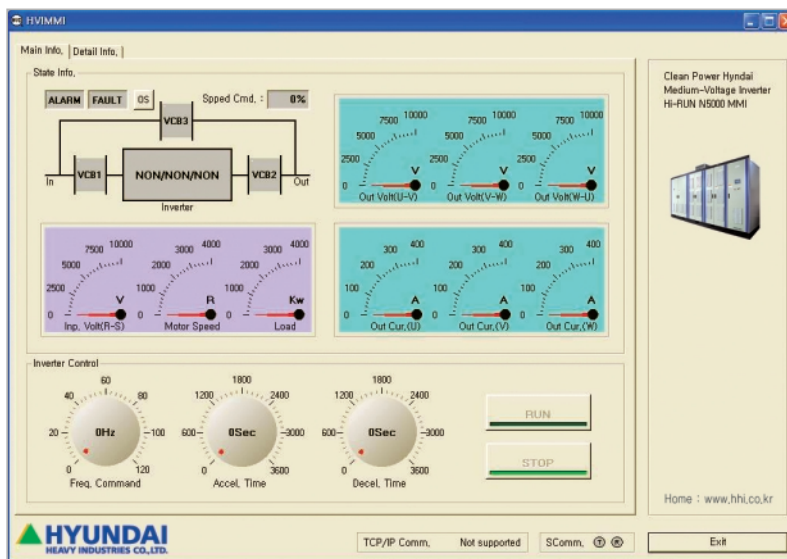 HVIMMI
Main Info.
Detail Info.
State Info.
ALARM FAULT OS Spped Cmd. : 0%
VCB3
In VCB1 NON/NON/NON VCB2 Out
Inverter
0 2500 5000 7500 10000 V
0 2500 5000 7500 10000 V
0 2500 5000 7500 10000 V
Out Volt(U-V) Out Volt(V-W) Out Volt(W-U)
0 2500 5000 7500 10000 V
0 1000 2000 3000 4000 R
0 1000 2000 3000 4000 Kw
Inp. Volt(R-S) Motor Speed Load
0 100 200 300 400 A
0 100 200 300 400 A
0 100 200 300 400 A
Out Cur.(U) Out Cur.(V) Out Cur.(W)
Inverter Control
0 20 40 60 80 100 120
0Hz
Freq. Command
0 600 1200 1800 2400 3000 3600
0Sec
Accel. Time
0 600 1200 1800 2400 3000 3600
0Sec
Decel. Time
RUN
STOP
Clean Power Hyndai
Medium-Voltage Inverter
Hi-RUN N5000 MMI
Home : www.hhi.co.kr
HYUNDAI
HEAVY INDUSTRIES CO.,LTD.
TCP/IP Comm. Not supported
SComm. T R
Exit